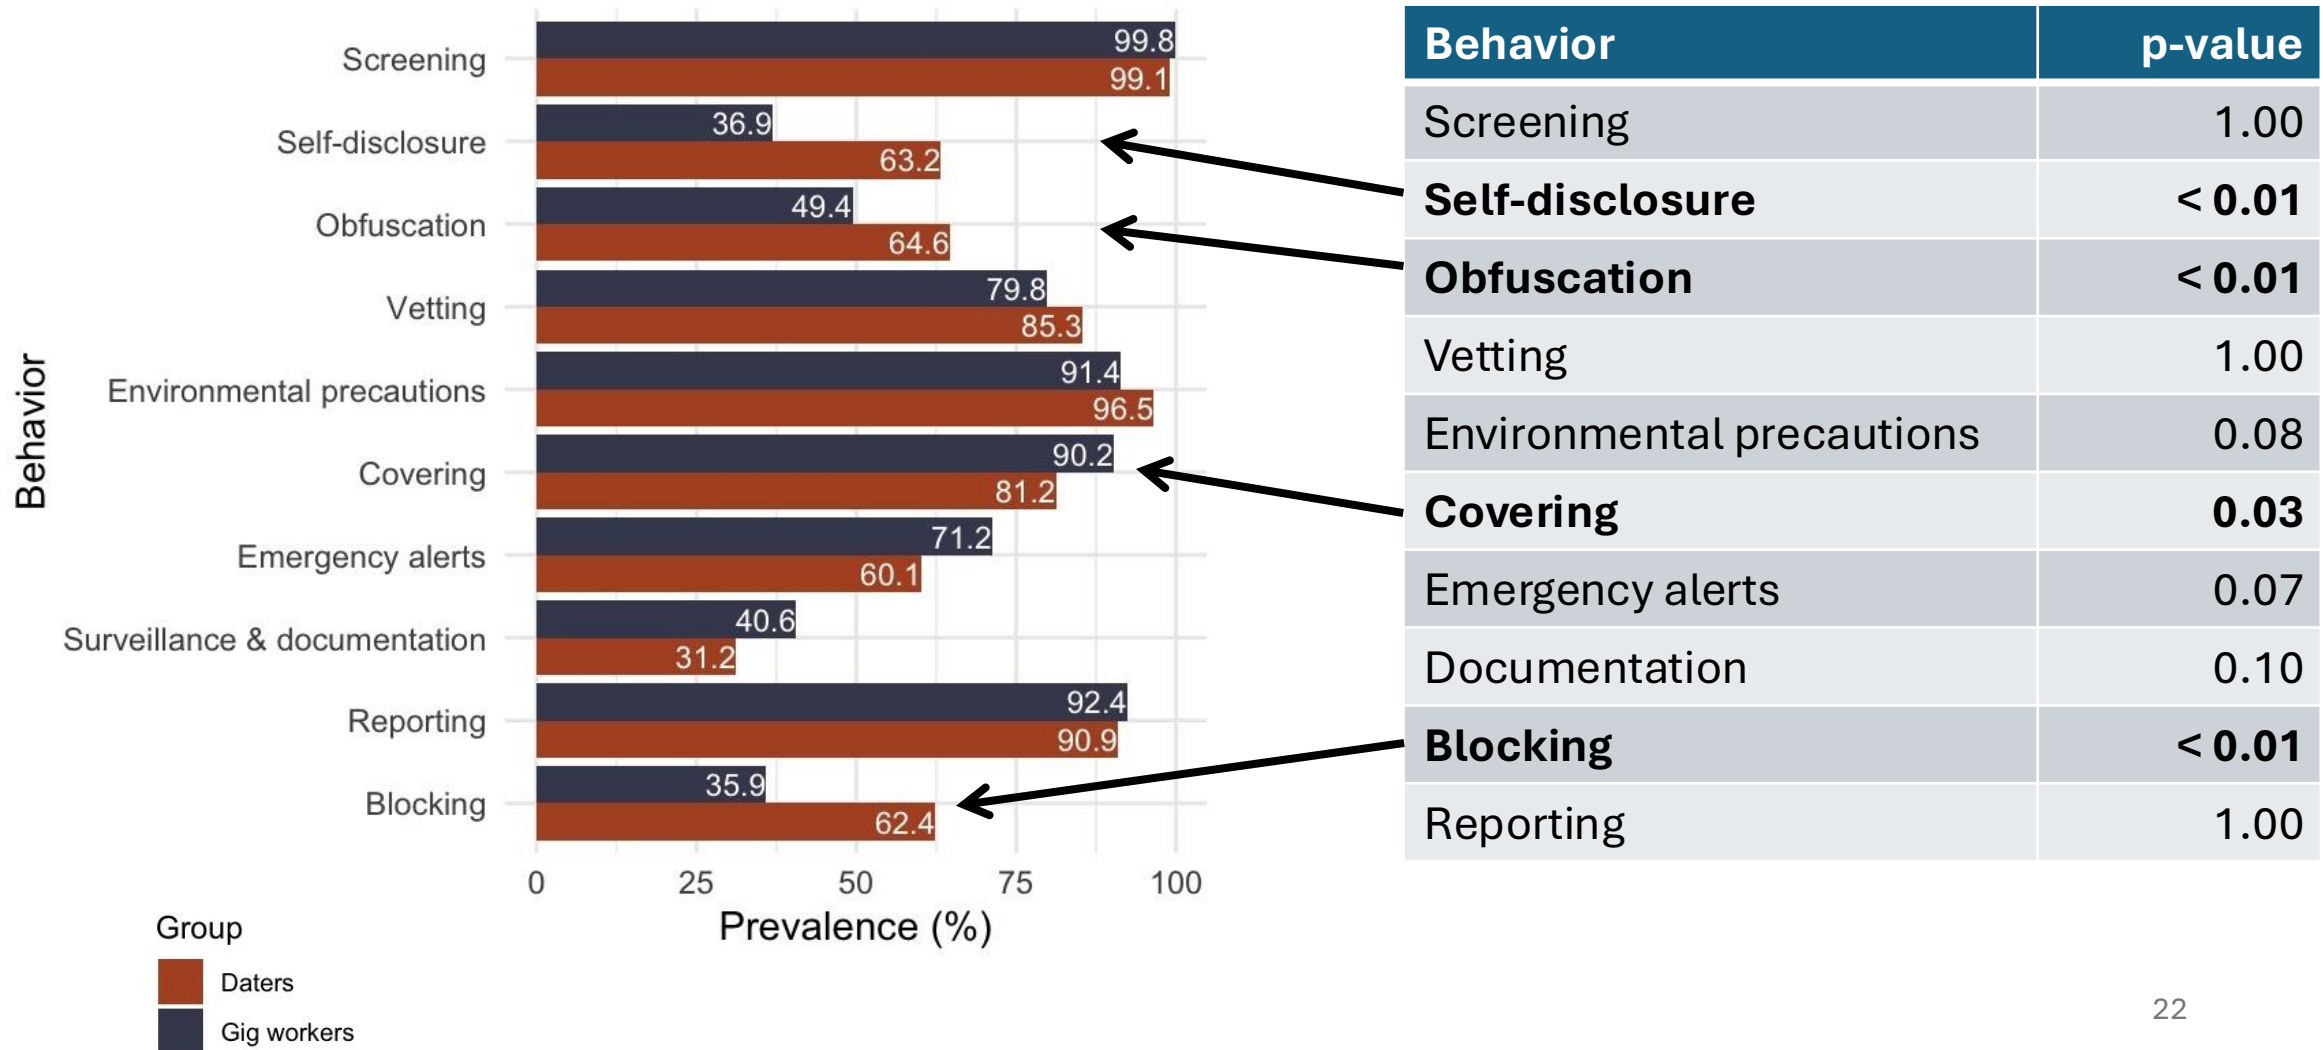 Behavior
Screening
99.8
99.1
Self-disclosure
36.9
63.2
Obfuscation
49.4
64.6
Vetting
79.8
85.3
Environmental precautions
91.4
96.5
Covering
90.2
81.2
Emergency alerts
71.2
60.1
Surveillance & documentation
40.6
31.2
Reporting
92.4
90.9
Blocking
35.9
62.4
0 25 50 75 100
Prevalence (%)
Group
Daters
Gig workers
Behavior p-value
Screening 1.00
Self-disclosure < 0.01
Obfuscation < 0.01
Vetting 1.00
Environmental precautions 0.08
Covering 0.03
Emergency alerts 0.07
Documentation 0.10
Blocking < 0.01
Reporting 1.00
22